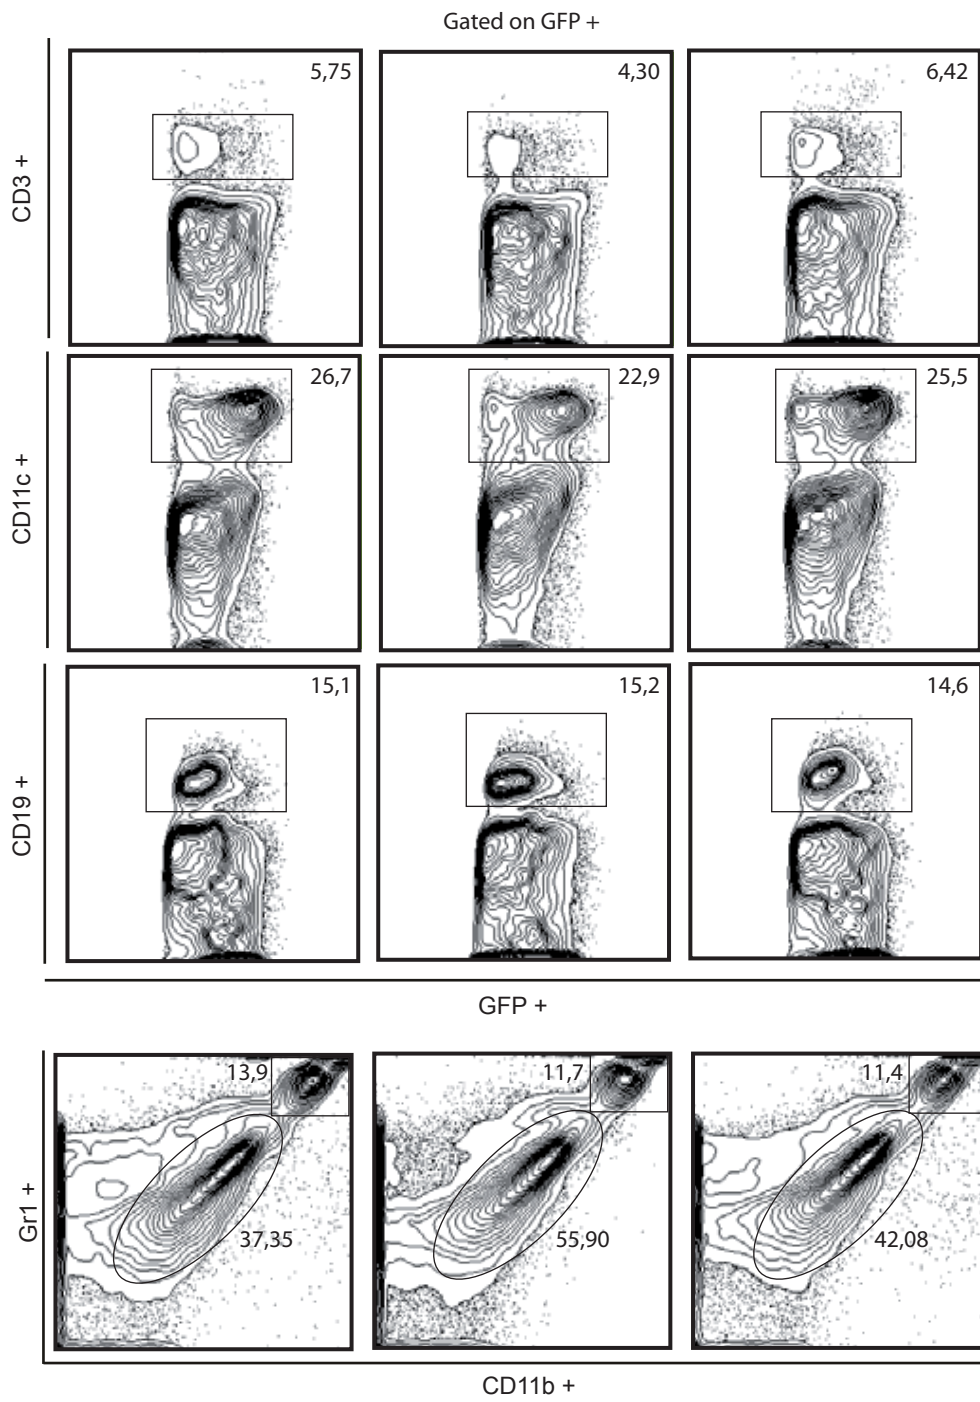 Gated on GFP +
5,75
4,30
6,42
CD3 +
26,7
22,9
25,5
CD11c +
15,1
15,2
14,6
CD19 +
GFP +
13,9
11,7
11,4
Gr1 +
37,35
55,90
42,08
CD11b +